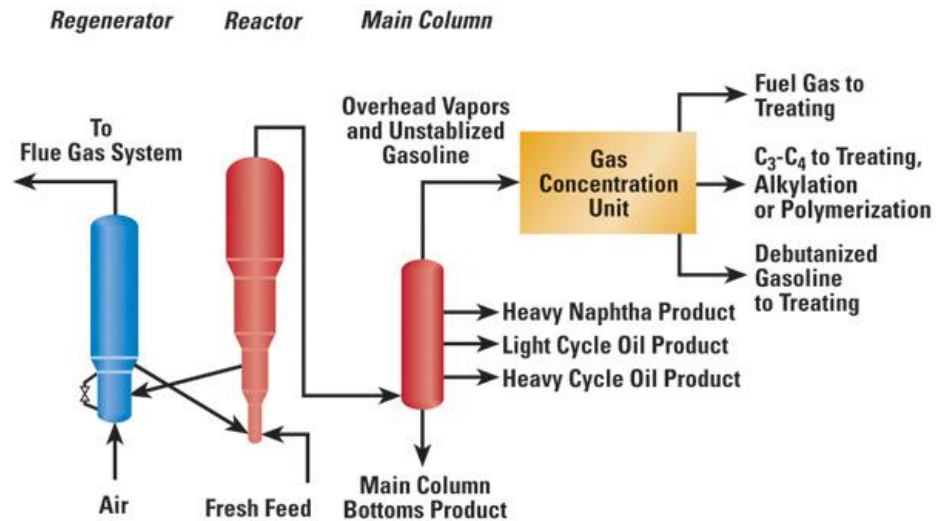 Regenerator
Reactor
Main Column
To
Flue Gas System
Overhead Vapors
and Unstablized
Gasoline
Gas
Concentration
Unit
Fuel Gas to
Treating
C₃-C₄ to Treating,
Alkylation
or Polymerization
Debutanized
Gasoline
to Treating
Heavy Naphtha Product
Light Cycle Oil Product
Heavy Cycle Oil Product
Air
Fresh Feed
Main Column
Bottoms Product